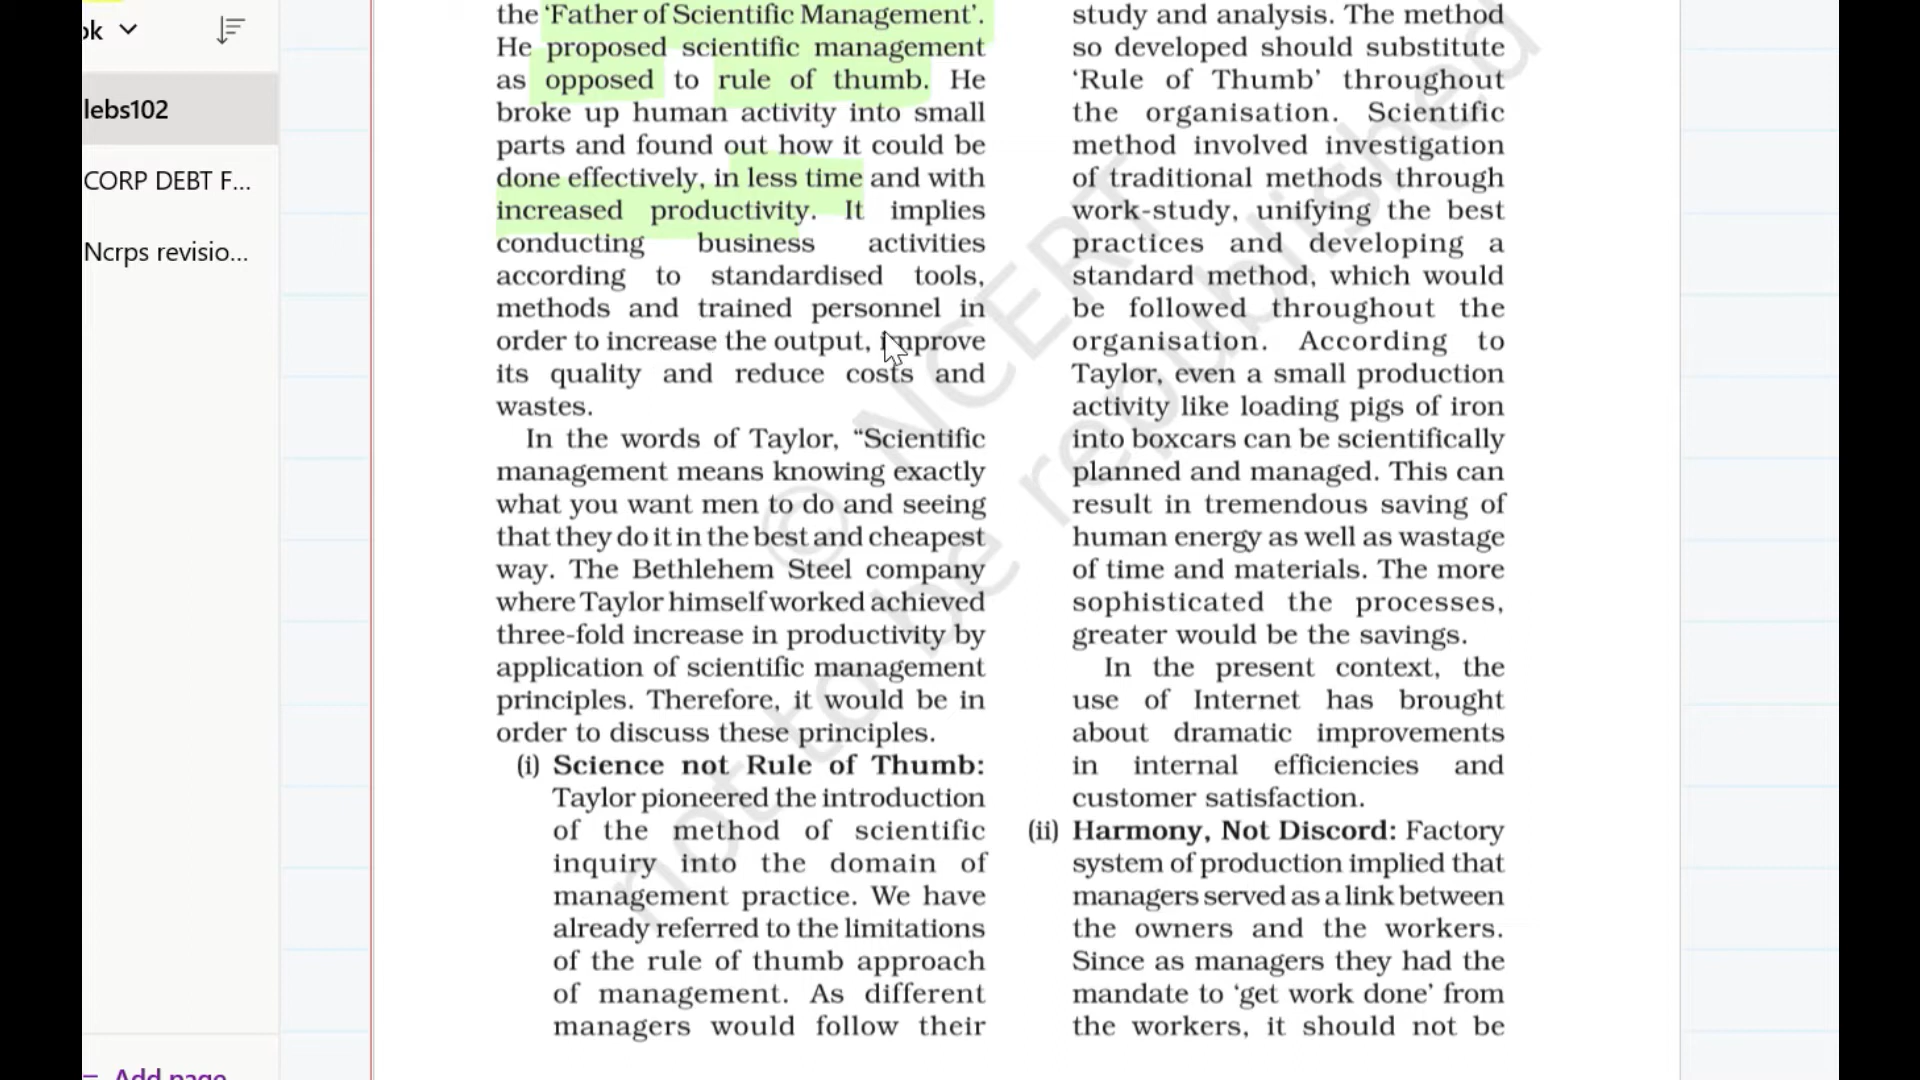 ok
lebs102
CORP DEBT F...
Ncrps revisio...
Add page
the ‘Father of Scientific Management’.
He proposed scientific management
as opposed to rule of thumb. He
broke up human activity into small
parts and found out how it could be
done effectively, in less time and with
increased productivity. It implies
conducting business activities
according to standardised tools,
methods and trained personnel in
order to increase the output, improve
its quality and reduce costs and
wastes.
In the words of Taylor, “Scientific
management means knowing exactly
what you want men to do and seeing
that they do it in the best and cheapest
way. The Bethlehem Steel company
where Taylor himself worked achieved
three-fold increase in productivity by
application of scientific management
principles. Therefore, it would be in
order to discuss these principles.
(i) Science not Rule of Thumb:
Taylor pioneered the introduction
of the method of scientific
inquiry into the domain of
management practice. We have
already referred to the limitations
of the rule of thumb approach
of management. As different
managers would follow their
study and analysis. The method
so developed should substitute
‘Rule of Thumb’ throughout
the organisation. Scientific
method involved investigation
of traditional methods through
work-study, unifying the best
practices and developing a
standard method, which would
be followed throughout the
organisation. According to
Taylor, even a small production
activity like loading pigs of iron
into boxcars can be scientifically
planned and managed. This can
result in tremendous saving of
human energy as well as wastage
of time and materials. The more
sophisticated the processes,
greater would be the savings.
In the present context, the
use of Internet has brought
about dramatic improvements
in internal efficiencies and
customer satisfaction.
(ii) Harmony, Not Discord: Factory
system of production implied that
managers served as a link between
the owners and the workers.
Since as managers they had the
mandate to ‘get work done’ from
the workers, it should not be
© NCERT
not to be republished